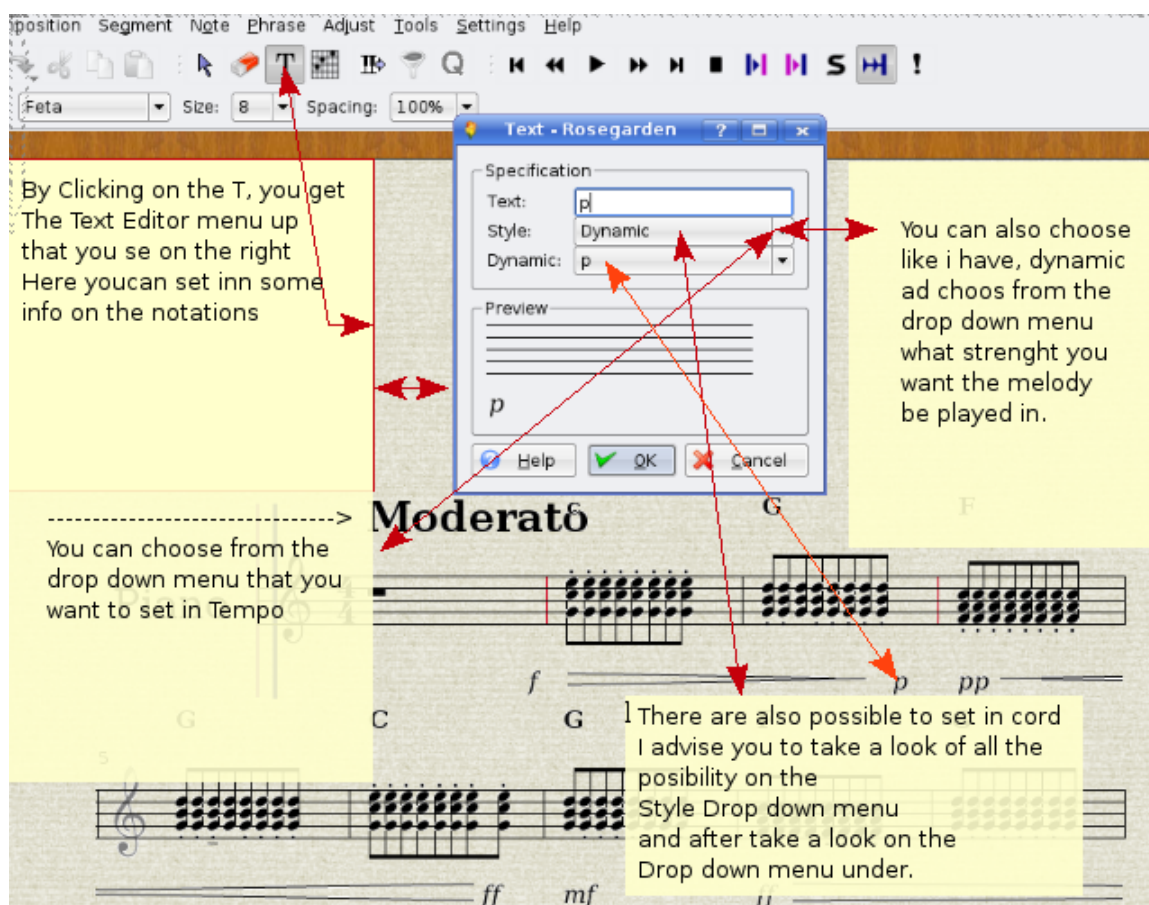 position Segment Note Phrase Adjust Tools Settings Help
T Q S !
Feta Size: 8 Spacing: 100%
Text - Rosegarden ?
Specification
Text: p
Style: Dynamic
Dynamic: p
Preview
p
Help OK Cancel
By Clicking on the T, you get
The Text Editor menu up
that you se on the right
Here youcan set inn some
info on the notations
You can also choose
like i have, dynamic
ad choos from the
drop down menu
what strenght you
want the melody
be played in.
------------------------------>
You can choose from the
drop down menu that you
want to set in Tempo
Moderato
G F
Piano
4
4
f p pp
G C G
5
There are also possible to set in cord
I advise you to take a look of all the
posibility on the
Style Drop down menu
and after take a look on the
Drop down menu under.
ff mf ff